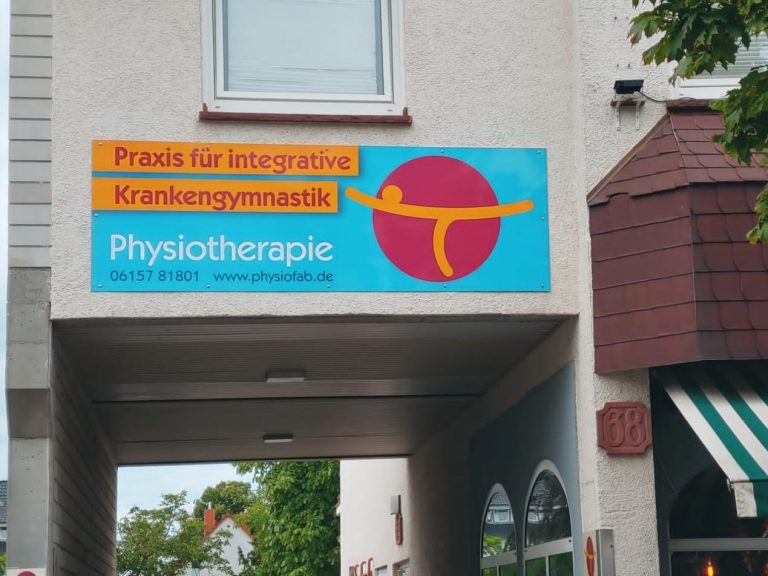 Praxis für integrative
Krankengymnastik
Physiotherapie
06157 81801 www.physiofab.de
68